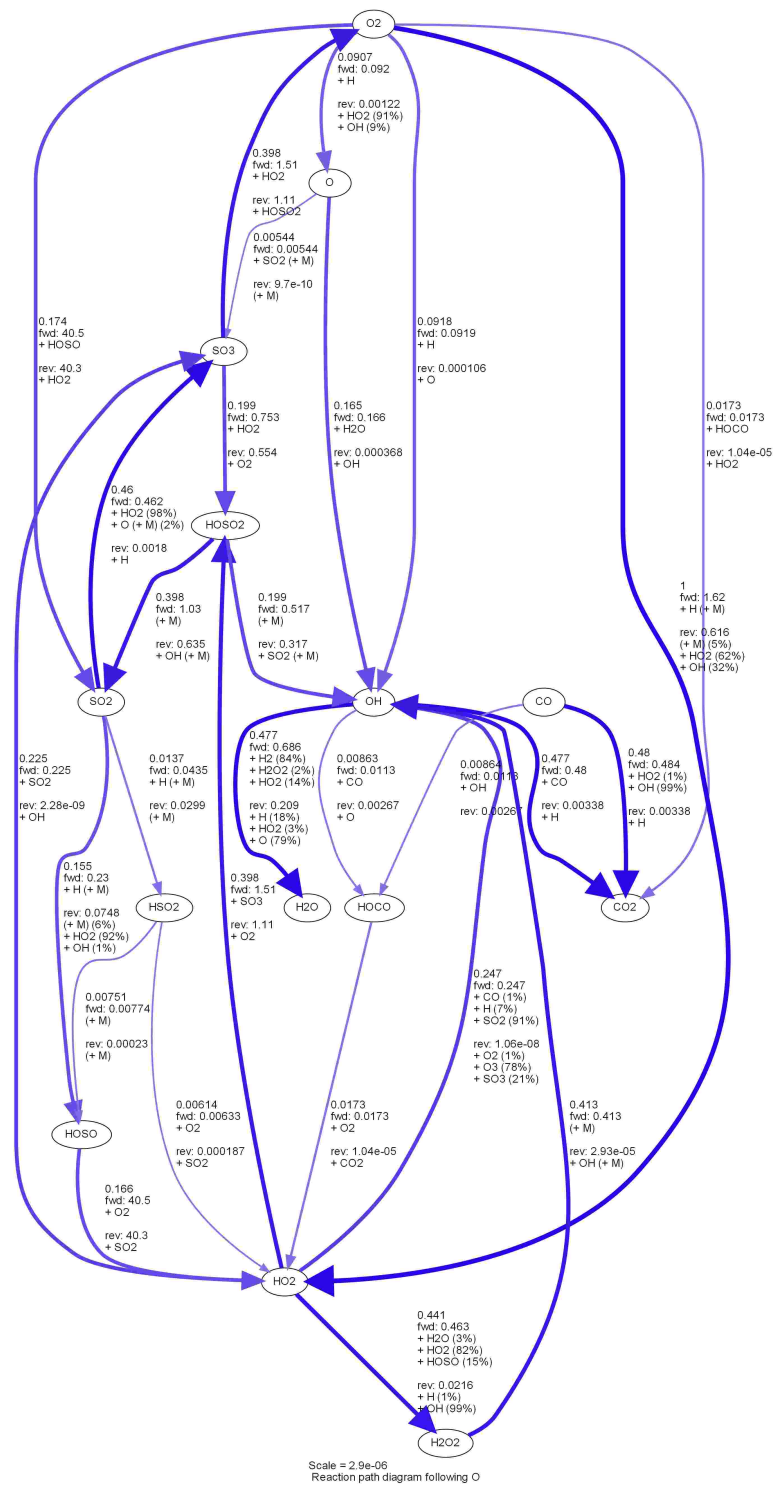 O2
0.0907
fwd: 0.092
+ H
rev: 0.00122
+ HO2 (91%)
+ OH (9%)
0.398
fwd: 1.51
+ HO2
rev: 1.11
+ HOSO2
O
0.00544
fwd: 0.00544
+ SO2 (+ M)
rev: 9.7e-10
(+ M)
0.174
fwd: 40.5
+ HOSO
rev: 40.3
+ HO2
0.0918
fwd: 0.0919
+ H
rev: 0.000106
+ O
SO3
0.199
fwd: 0.753
+ HO2
rev: 0.554
+ O2
0.165
fwd: 0.166
+ H2O
rev: 0.000368
+ OH
0.0173
fwd: 0.0173
+ HOCO
rev: 1.04e-05
+ HO2
0.46
fwd: 0.462
+ HO2 (98%)
+ O (+ M) (2%)
rev: 0.0018
+ H
HOSO2
0.398
fwd: 1.03
(+ M)
rev: 0.635
+ OH (+ M)
0.199
fwd: 0.517
(+ M)
rev: 0.317
+ SO2 (+ M)
1
fwd: 1.62
+ H (+ M)
rev: 0.616
(+ M) (5%)
+ HO2 (62%)
+ OH (32%)
SO2
OH
CO
0.225
fwd: 0.225
+ SO2
rev: 2.28e-09
+ OH
0.0137
fwd: 0.0435
+ H (+ M)
rev: 0.0299
(+ M)
0.477
fwd: 0.686
+ H2 (84%)
+ H2O2 (2%)
+ HO2 (14%)
rev: 0.209
+ H (18%)
+ HO2 (3%)
+ O (79%)
0.00863
fwd: 0.0113
+ CO
rev: 0.00267
+ O
0.00864
fwd: 0.0113
+ OH
rev: 0.00267
0.477
fwd: 0.48
+ CO
rev: 0.00338
+ H
0.48
fwd: 0.484
+ HO2 (1%)
+ OH (99%)
rev: 0.00338
+ H
0.155
fwd: 0.23
+ H (+ M)
rev: 0.0748
(+ M) (6%)
+ HO2 (92%)
+ OH (1%)
HSO2
0.398
fwd: 1.51
+ SO3
rev: 1.11
+ O2
H2O
HOCO
CO2
0.00751
fwd: 0.00774
(+ M)
rev: 0.00023
(+ M)
0.247
fwd: 0.247
+ CO (1%)
+ H (7%)
+ SO2 (91%)
rev: 1.06e-08
+ O2 (1%)
+ O3 (78%)
+ SO3 (21%)
0.00614
fwd: 0.00633
+ O2
rev: 0.000187
+ SO2
0.0173
fwd: 0.0173
+ O2
rev: 1.04e-05
+ CO2
0.413
fwd: 0.413
(+ M)
rev: 2.93e-05
+ OH (+ M)
HOSO
0.166
fwd: 40.5
+ O2
rev: 40.3
+ SO2
HO2
0.441
fwd: 0.463
+ H2O (3%)
+ HO2 (82%)
+ HOSO (15%)
rev: 0.0216
+ H (1%)
+ OH (99%)
H2O2
Scale = 2.9e-06
Reaction path diagram following O